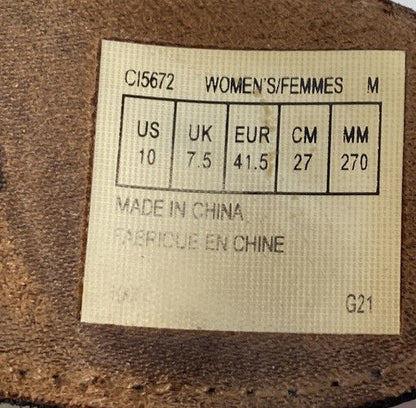 CI5672 WOMEN'S/FEMMES M
US UK EUR CM MM
10 7.5 41.5 27 270
MADE IN CHINA
FABRIQUE EN CHINE
G21